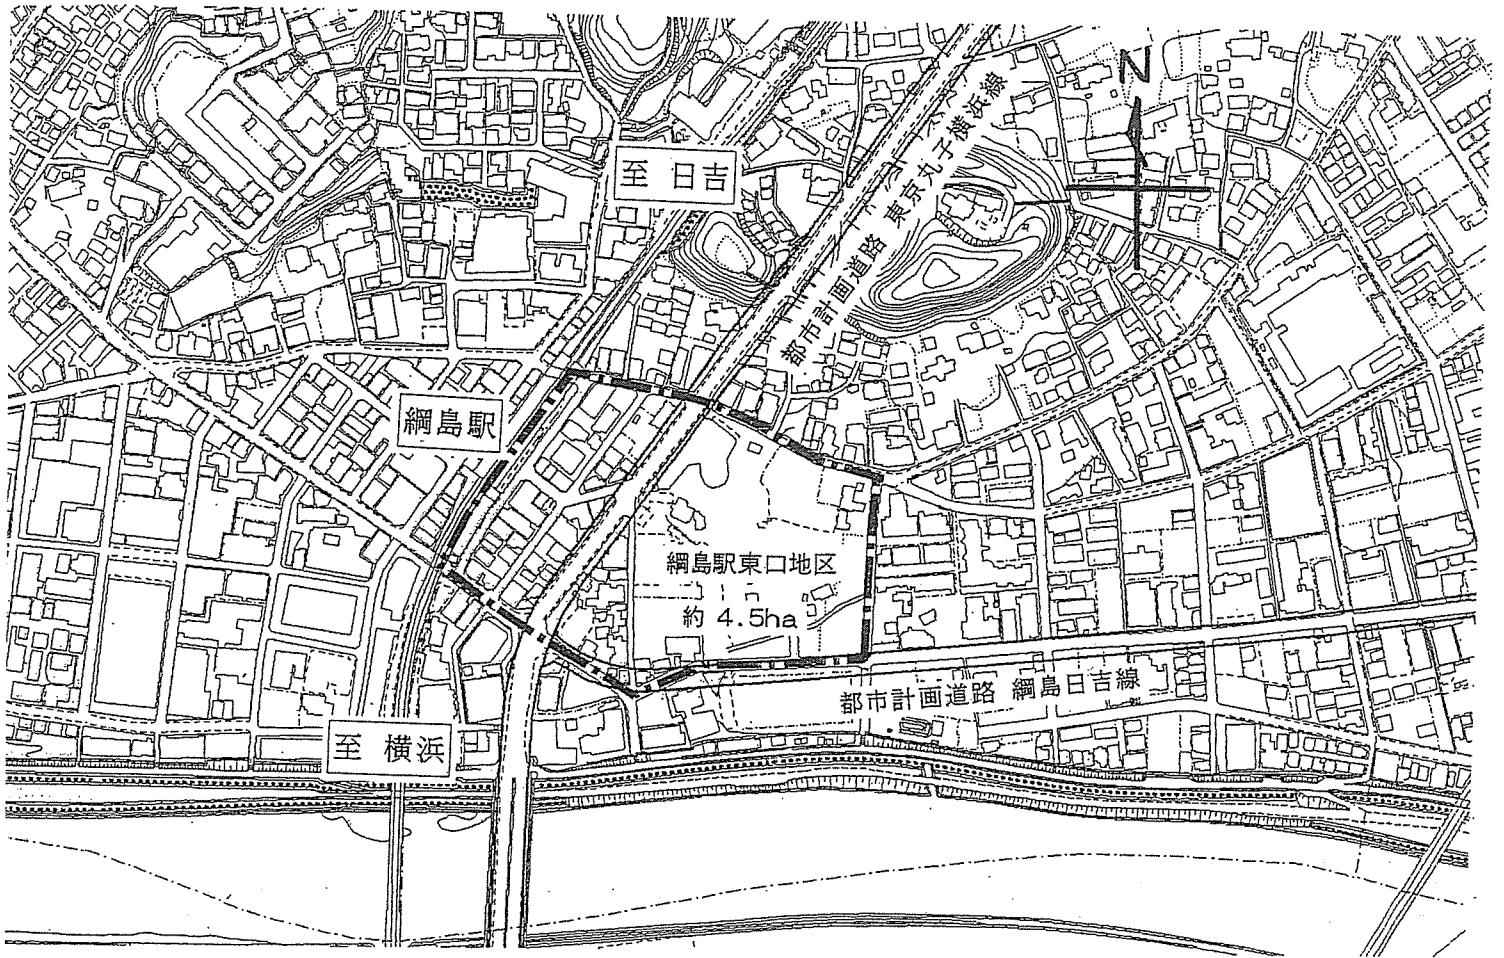 N
至 日吉
都市計画道路 東京丸子横浜線
綱島駅
綱島駅東口地区
約 4.5ha
都市計画道路 綱島日吉線
至 横浜